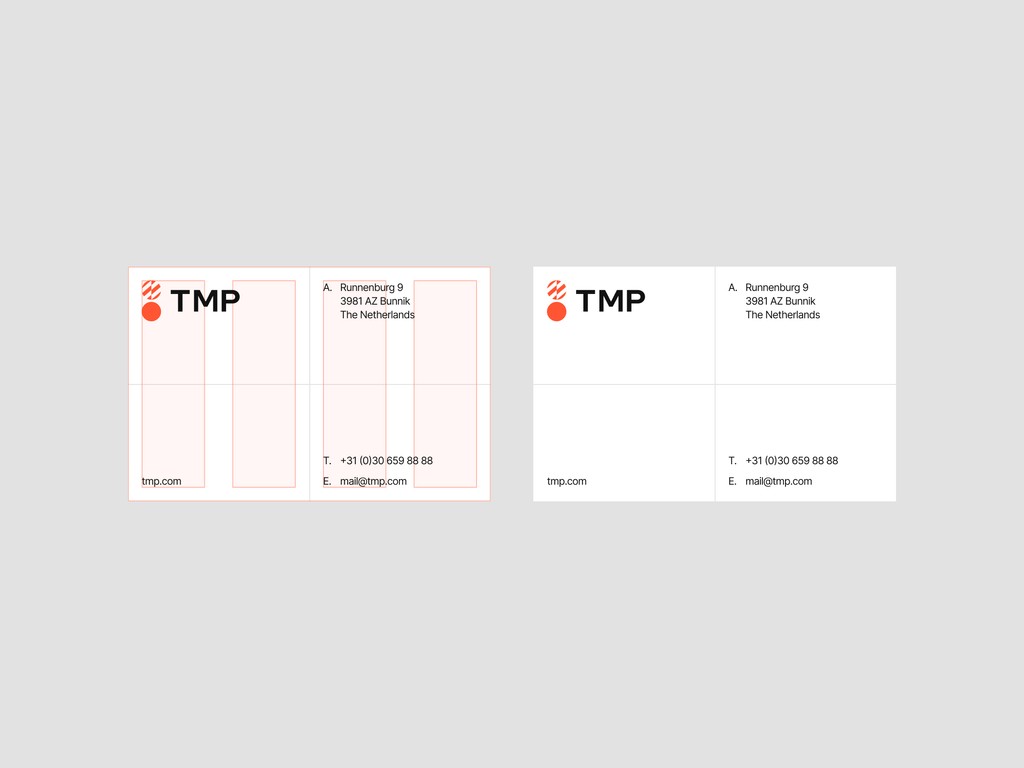 TMP
A. Runnenburg 9
3981 AZ Bunnik
The Netherlands
T. +31 (0)30 659 88 88
tmp.com
E. mail@tmp.com
TMP
A. Runnenburg 9
3981 AZ Bunnik
The Netherlands
T. +31 (0)30 659 88 88
tmp.com
E. mail@tmp.com